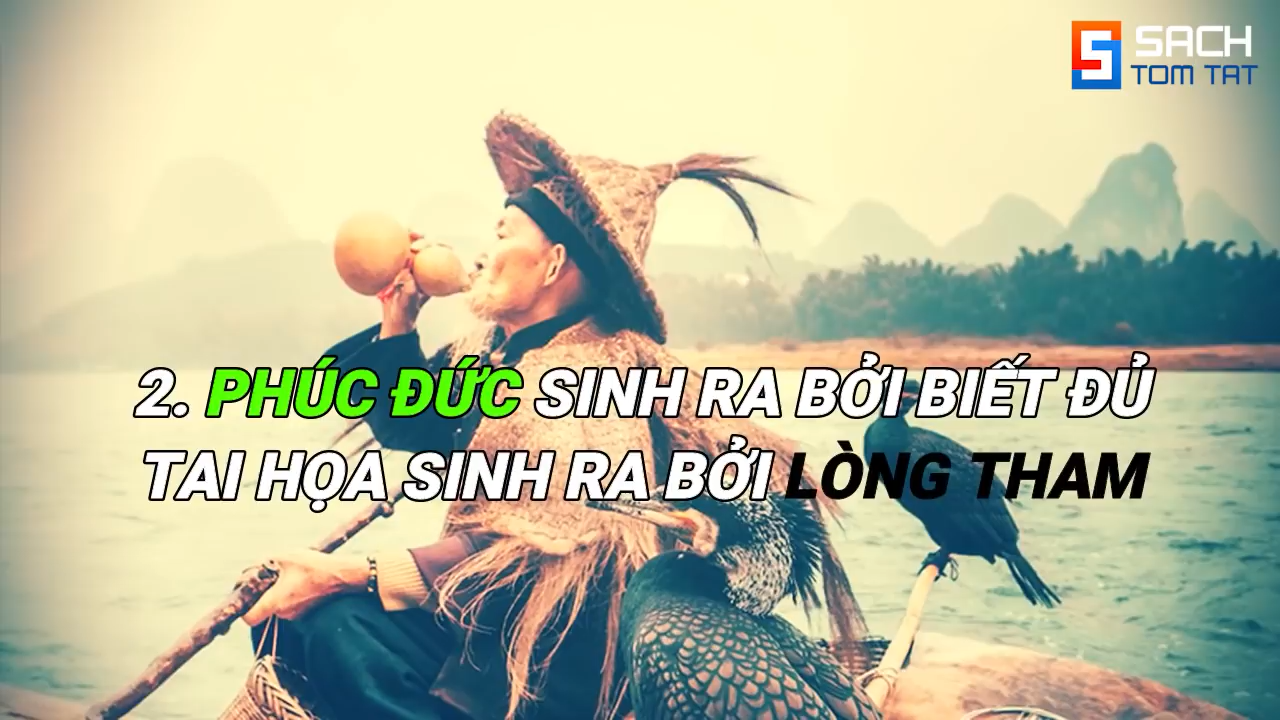 SACH
TOM TAT
2. PHÚC ĐỨC SINH RA BỞI BIẾT ĐỦ
TAI HỌA SINH RA BỞI LÒNG THAM